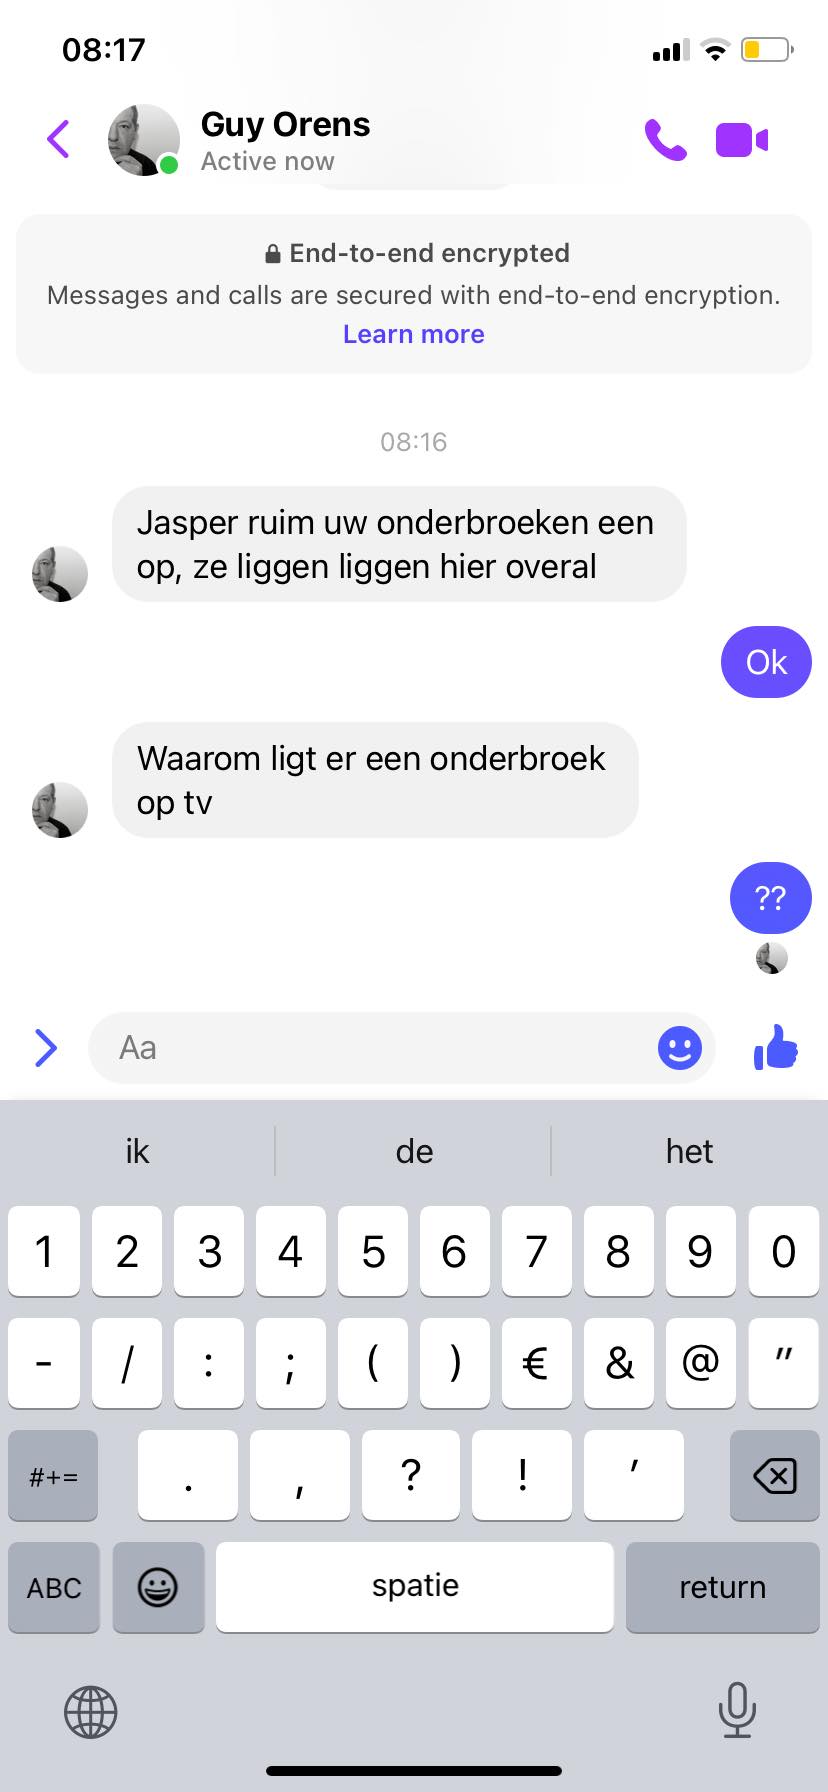 08:17
Guy Orens
Active now
End-to-end encrypted
Messages and calls are secured with end-to-end encryption.
Learn more
08:16
Jasper ruim uw onderbroeken een
op, ze liggen liggen hier overal
Ok
Waarom ligt er een onderbroek
op tv
??
Aa
ik de het
1 2 3 4 5 6 7 8 9 0
- / : ; ( ) € & @ "
#+= . , ? ! '
ABC spatie return